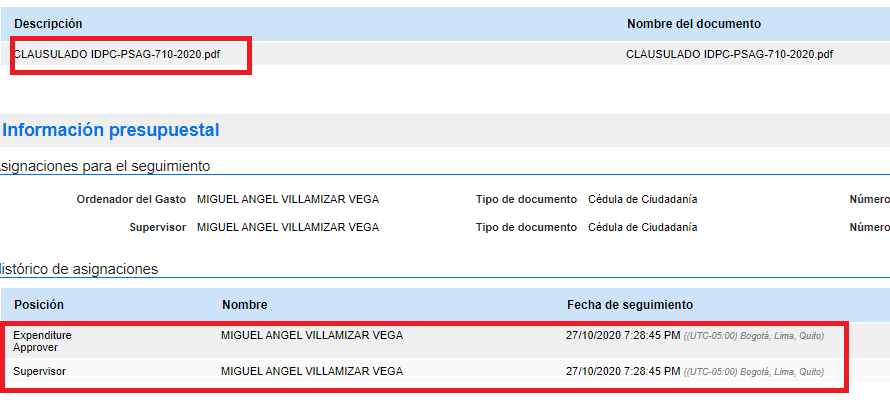 Descripción Nombre del documento
CLAUSULADO IDPC-PSAG-710-2020.pdf CLAUSULADO IDPC-PSAG-710-2020.pdf
Información presupuestal
signaciones para el seguimiento
Ordenador del Gasto MIGUEL ANGEL VILLAMIZAR VEGA Tipo de documento Cédula de Ciudadanía Número
Supervisor MIGUEL ANGEL VILLAMIZAR VEGA Tipo de documento Cédula de Ciudadanía Número
istórico de asignaciones
Posición Nombre Fecha de seguimiento
Expenditure MIGUEL ANGEL VILLAMIZAR VEGA 27/10/2020 7:28:45 PM ((UTC-05:00) Bogotá, Lima, Quito)
Approver
Supervisor MIGUEL ANGEL VILLAMIZAR VEGA 27/10/2020 7:28:45 PM ((UTC-05:00) Bogotá, Lima, Quito)